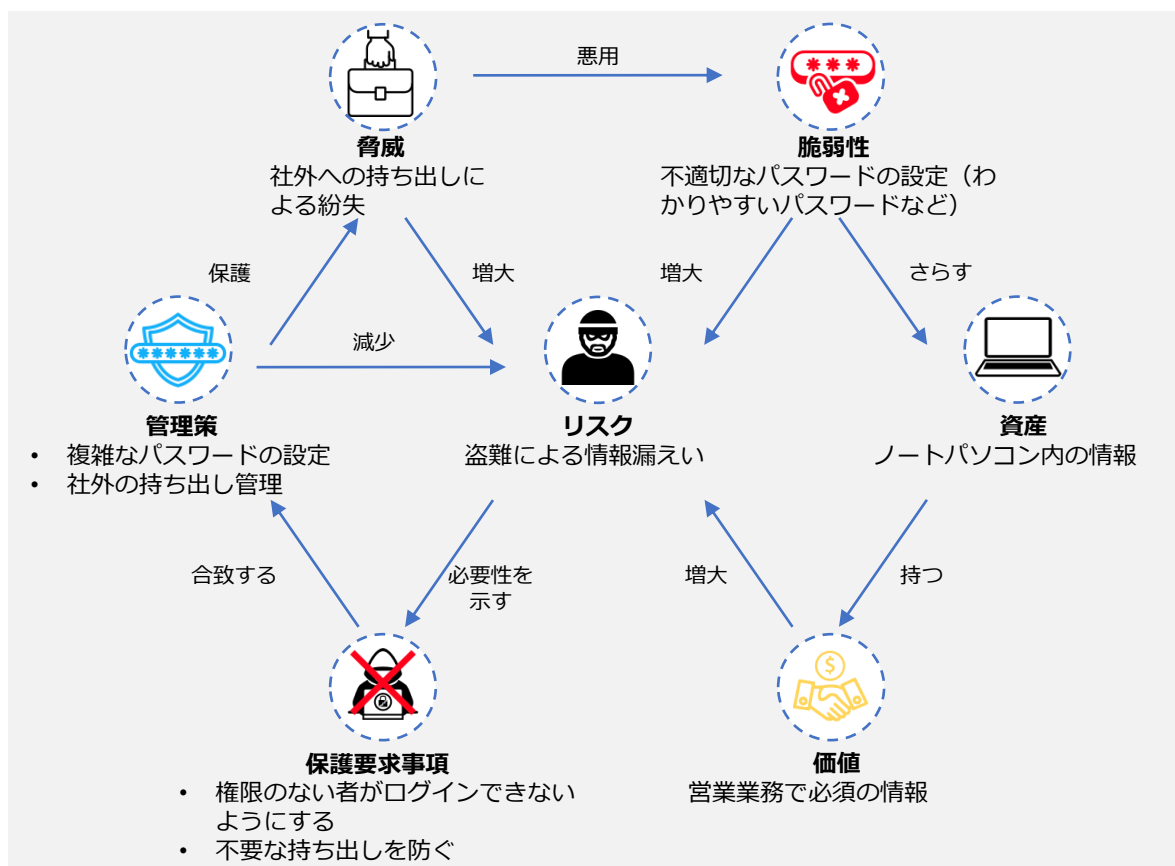 悪用
脅威
社外への持ち出しに
よる紛失
脆弱性
不適切なパスワードの設定（わ
かりやすいパスワードなど）
保護
増大
増大
さらす
減少
管理策
• 複雑なパスワードの設定
• 社外の持ち出し管理
リスク
盗難による情報漏えい
資産
ノートパソコン内の情報
合致する
必要性を
示す
増大
持つ
$
保護要求事項
• 権限のない者がログインできない
ようにする
• 不要な持ち出しを防ぐ
価値
営業業務で必須の情報